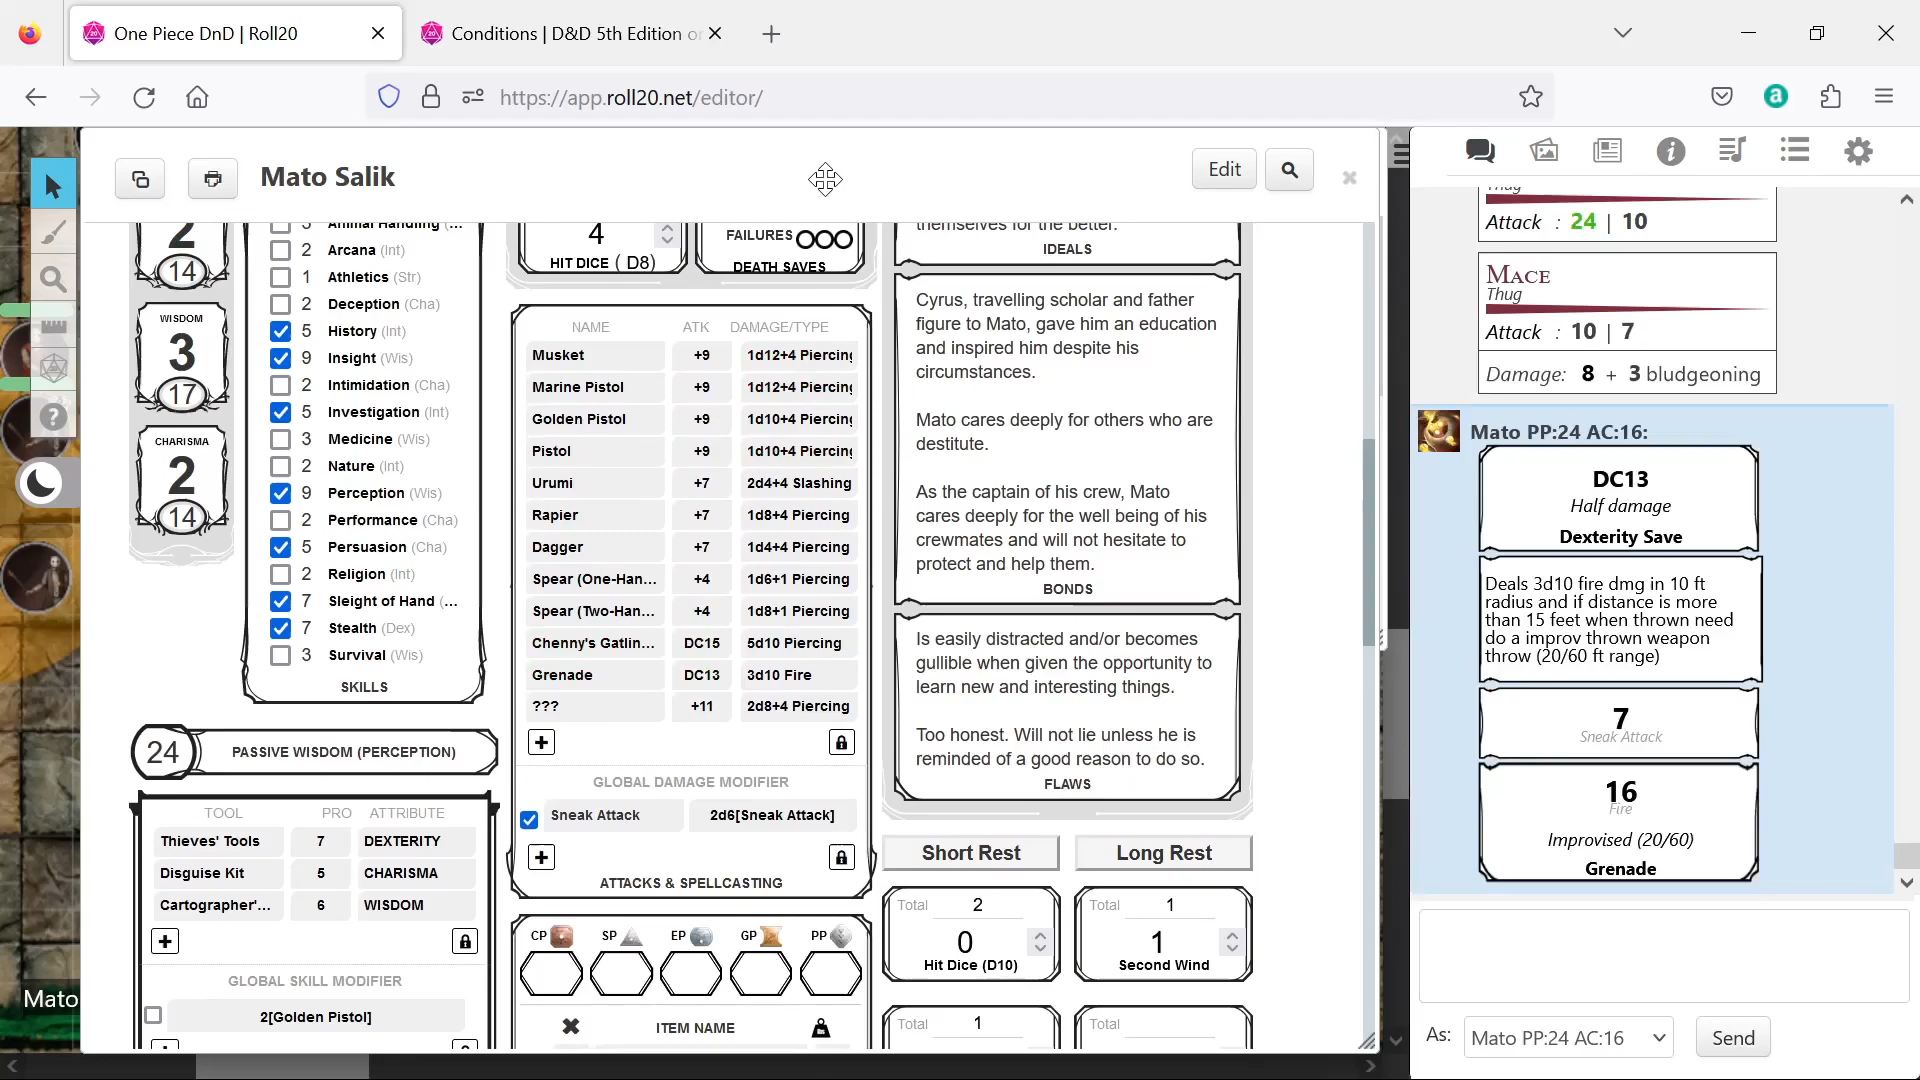 One Piece DnD | Roll20
Conditions | D&D 5th Edition o
https://app.roll20.net/editor/
Mato Salik
Edit
2
14
WISDOM
3
17
CHARISMA
2
14
3 Animal Handling (...
2 Arcana (Int)
1 Athletics (Str)
2 Deception (Cha)
5 History (Int)
9 Insight (Wis)
2 Intimidation (Cha)
5 Investigation (Int)
3 Medicine (Wis)
2 Nature (Int)
9 Perception (Wis)
2 Performance (Cha)
5 Persuasion (Cha)
2 Religion (Int)
7 Sleight of Hand (...
7 Stealth (Dex)
3 Survival (Wis)
SKILLS
24 PASSIVE WISDOM (PERCEPTION)
TOOL PRO ATTRIBUTE
Thieves' Tools 7 DEXTERITY
Disguise Kit 5 CHARISMA
Cartographer'... 6 WISDOM
GLOBAL SKILL MODIFIER
2[Golden Pistol]
Mato
4
HIT DICE ( D8)
FAILURES
DEATH SAVES
NAME ATK DAMAGE/TYPE
Musket +9 1d12+4 Piercing
Marine Pistol +9 1d12+4 Piercing
Golden Pistol +9 1d10+4 Piercing
Pistol +9 1d10+4 Piercing
Urumi +7 2d4+4 Slashing
Rapier +7 1d8+4 Piercing
Dagger +7 1d4+4 Piercing
Spear (One-Han... +4 1d6+1 Piercing
Spear (Two-Han... +4 1d8+1 Piercing
Chenny's Gatlin... DC15 5d10 Piercing
Grenade DC13 3d10 Fire
??? +11 2d8+4 Piercing
GLOBAL DAMAGE MODIFIER
Sneak Attack 2d6[Sneak Attack]
ATTACKS & SPELLCASTING
CP SP EP GP PP
ITEM NAME
themselves for the better.
IDEALS
Cyrus, travelling scholar and father
figure to Mato, gave him an education
and inspired him despite his
circumstances.
Mato cares deeply for others who are
destitute.
As the captain of his crew, Mato
cares deeply for the well being of his
crewmates and will not hesitate to
protect and help them.
BONDS
Is easily distracted and/or becomes
gullible when given the opportunity to
learn new and interesting things.
Too honest. Will not lie unless he is
reminded of a good reason to do so.
FLAWS
Short Rest
Long Rest
Total 2
0
Hit Dice (D10)
Total 1
1
Second Wind
Total 1
Total
Thug
Attack : 24 | 10
MACE
Thug
Attack : 10 | 7
Damage: 8 + 3 bludgeoning
Mato PP:24 AC:16:
DC13
Half damage
Dexterity Save
Deals 3d10 fire dmg in 10 ft
radius and if distance is more
than 15 feet when thrown need
do a improv thrown weapon
throw (20/60 ft range)
7
Sneak Attack
16
Fire
Improvised (20/60)
Grenade
As:
Mato PP:24 AC:16
Send